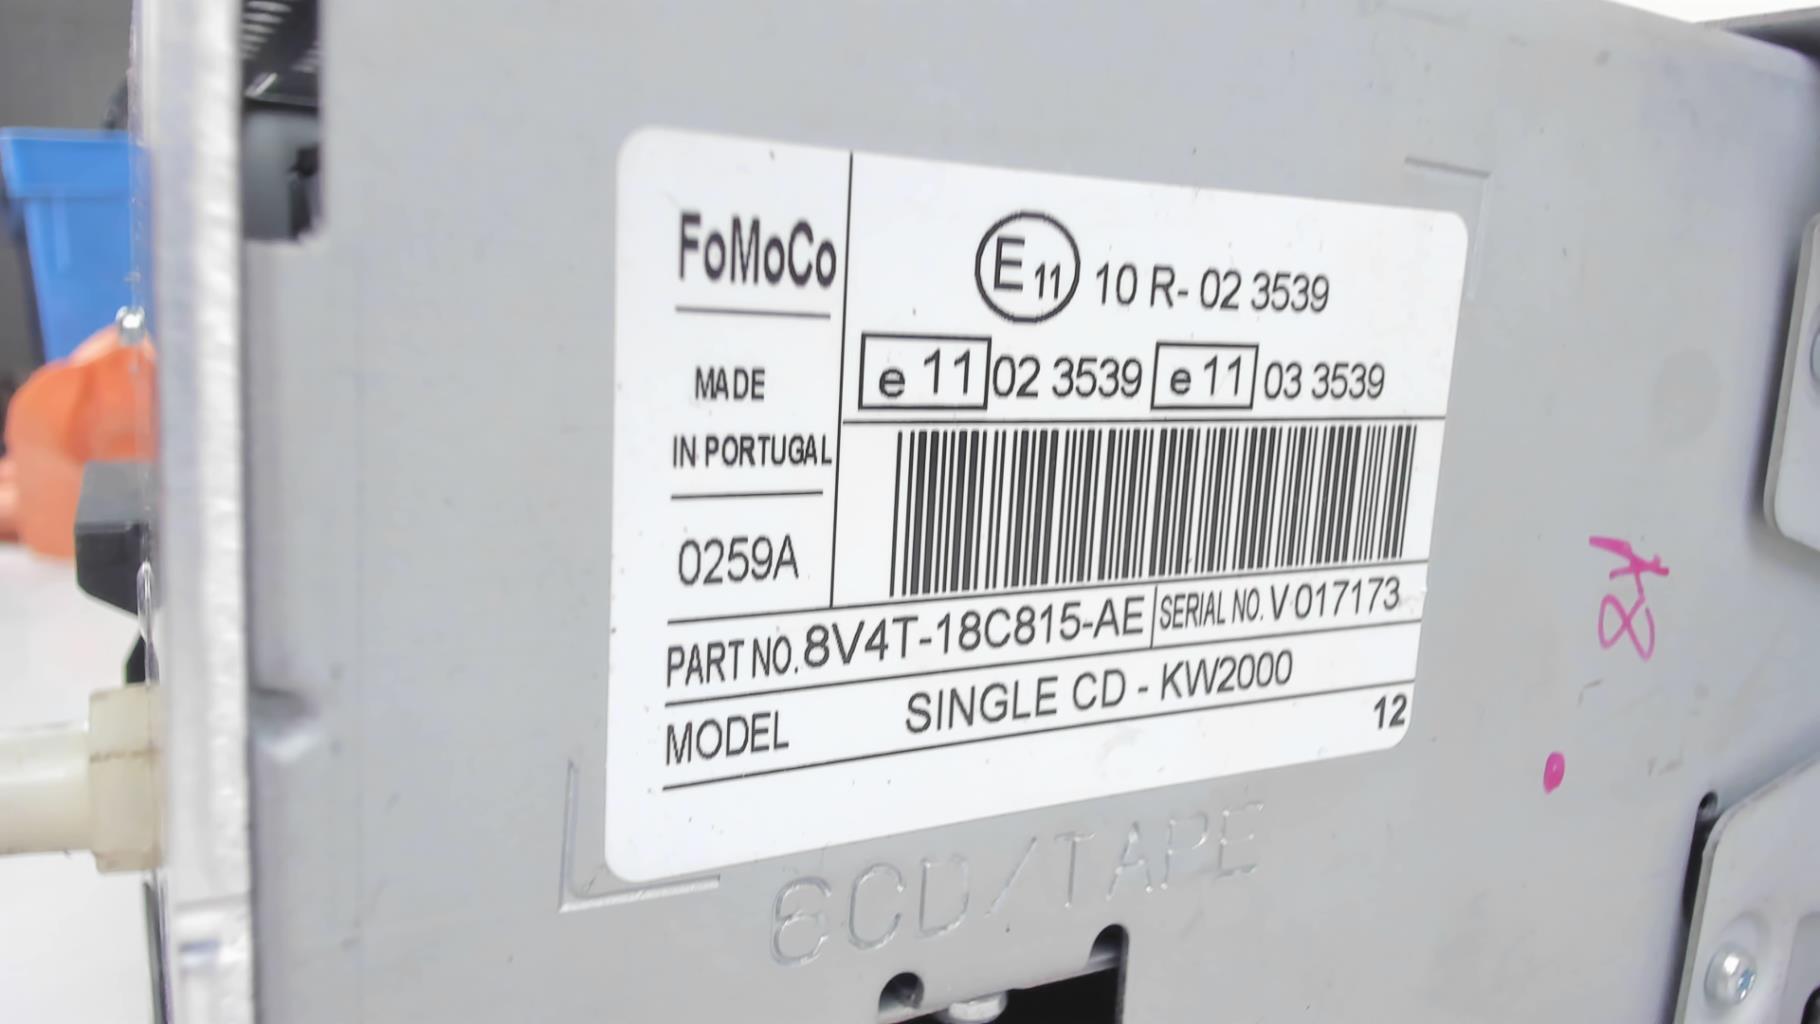 FoMoCo
MADE
IN PORTUGAL
0259A
E 11 10 R- 02 3539
e 11 02 3539 e 11 03 3539
PART NO. 8V4T-18C815-AE SERIAL NO. V 017173
MODEL SINGLE CD - KW2000
12
6CD/TAPE